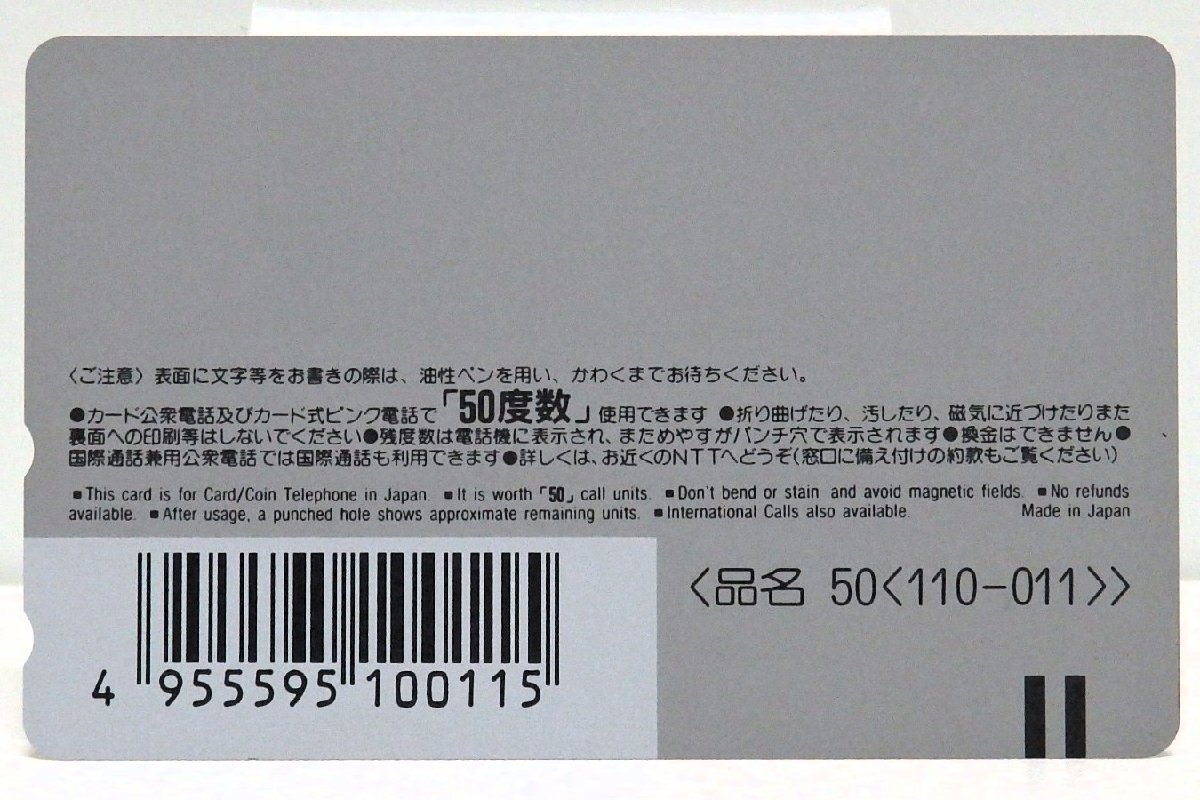 〈ご注意〉表面に文字等をお書きの際は、油性ペンを用い、かわくまでお待ちください。
●カード公衆電話及びカード式ピンク電話で「50度数」使用できます ●折り曲げたり、汚したり、磁気に近づけたりまた
裏面への印刷等はしないでください●残度数は電話機に表示され、まためやすがパンチ穴で表示されます●換金はできません●
国際通話兼用公衆電話では国際通話も利用できます●詳しくは、お近くのNTTへどうぞ(窓口に備え付けの約款もご覧ください)
■This card is for Card/Coin Telephone in Japan. ■It is worth「50」call units. ■Don't bend or stain and avoid magnetic fields. ■No refunds
available. ■After usage, a punched hole shows approximate remaining units. ■International Calls also available. Made in Japan
〈品名 50〈110-011〉〉
4 955595 100115